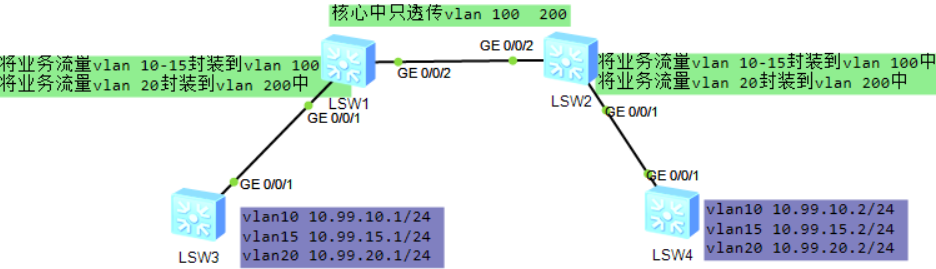 核心中只透传vlan 100  200
GE 0/0/2
GE 0/0/2
将业务流量vlan 10-15封装到vlan 100
将业务流量vlan 20封装到vlan 200中
将业务流量vlan 10-15封装到vlan 100中
将业务流量vlan 20封装到vlan 200中
LSW1
LSW2
GE 0/0/1
GE 0/0/1
GE 0/0/1
GE 0/0/1
LSW3
vlan10 10.99.10.1/24
vlan15 10.99.15.1/24
vlan20 10.99.20.1/24
LSW4
vlan10 10.99.10.2/24
vlan15 10.99.15.2/24
vlan20 10.99.20.2/24